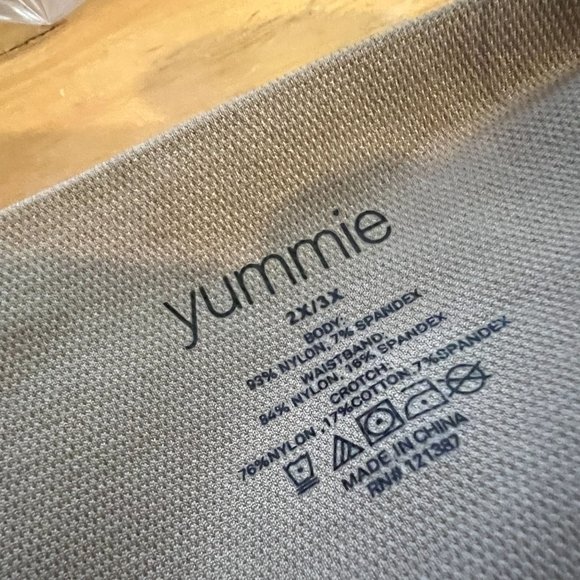 yummie
2X/3X
BODY:
93% NYLON, 7% SPANDEX
WAISTBAND:
84% NYLON, 16% SPANDEX
CROTCH:
76%NYLON ,17%COTTON,7%SPANDEX
MADE IN CHINA
RN# 121387